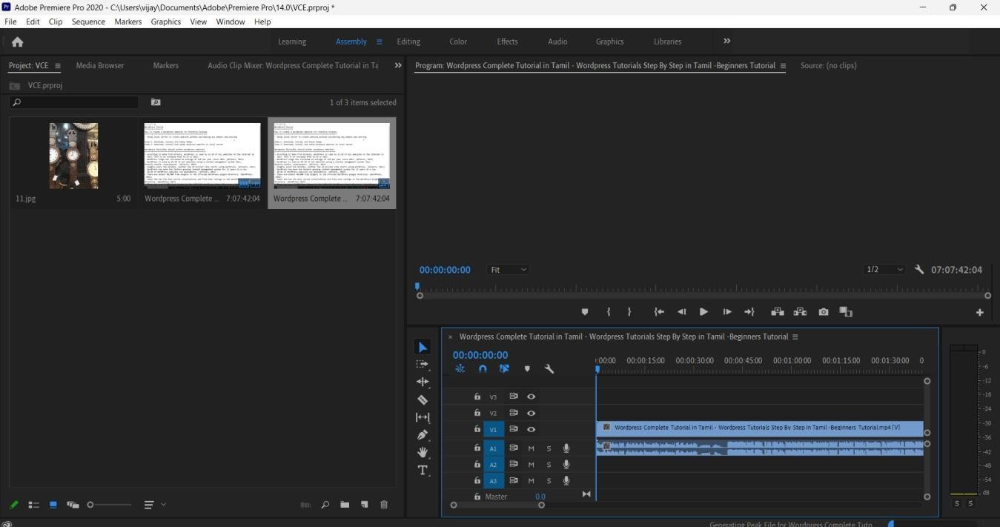 Adobe Premiere Pro 2020 - C:\Users\vijay\Documents\Adobe\Premiere Pro\14.0\VCE.prproj *
File Edit Clip Sequence Markers Graphics View Window Help
Learning Assembly Editing Color Effects Audio Graphics Libraries
Project: VCE Media Browser Markers Audio Clip Mixer: Wordpress Complete Tutorial in Ta
VCE.prproj
1 of 3 items selected
11.jpg 5:00
Wordpress Complete ... 7:07:42:04
Wordpress Complete ... 7:07:42:04
Program: Wordpress Complete Tutorial in Tamil - Wordpress Tutorials Step By Step in Tamil -Beginners Tutorial Source: (no clips)
00:00:00:00 Fit 1/2 07:07:42:04
× Wordpress Complete Tutorial in Tamil - Wordpress Tutorials Step By Step in Tamil -Beginners Tutorial
00:00:00:00
:00:00 00:00:15:00 00:00:30:00 00:00:45:00 00:01:00:00 00:01:15:00 00:01:30:00 0
V3
V2
V1 Wordpress Complete Tutorial in Tamil - Wordpress Tutorials Step By Step in Tamil -Beginners Tutorial.mp4 [V]
A1 M S
A2 M S
A3 M S
Master 0.0
0
-6
-12
-18
-24
-30
-36
-42
-48
-54
dB
S S
Generating Peak File for Wordpress Complete Tuto